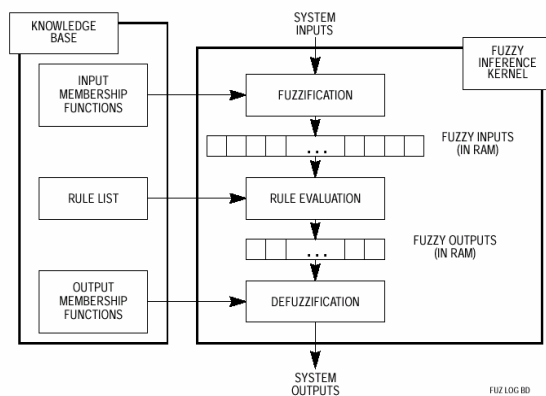 KNOWLEDGE
BASE
SYSTEM
INPUTS
FUZZY
INFERENCE
KERNEL
INPUT
MEMBERSHIP
FUNCTIONS
FUZZIFICATION
...
FUZZY INPUTS
(IN RAM)
RULE LIST
RULE EVALUATION
...
FUZZY OUTPUTS
(IN RAM)
OUTPUT
MEMBERSHIP
FUNCTIONS
DEFUZZIFICATION
SYSTEM
OUTPUTS
FUZ LOG BD